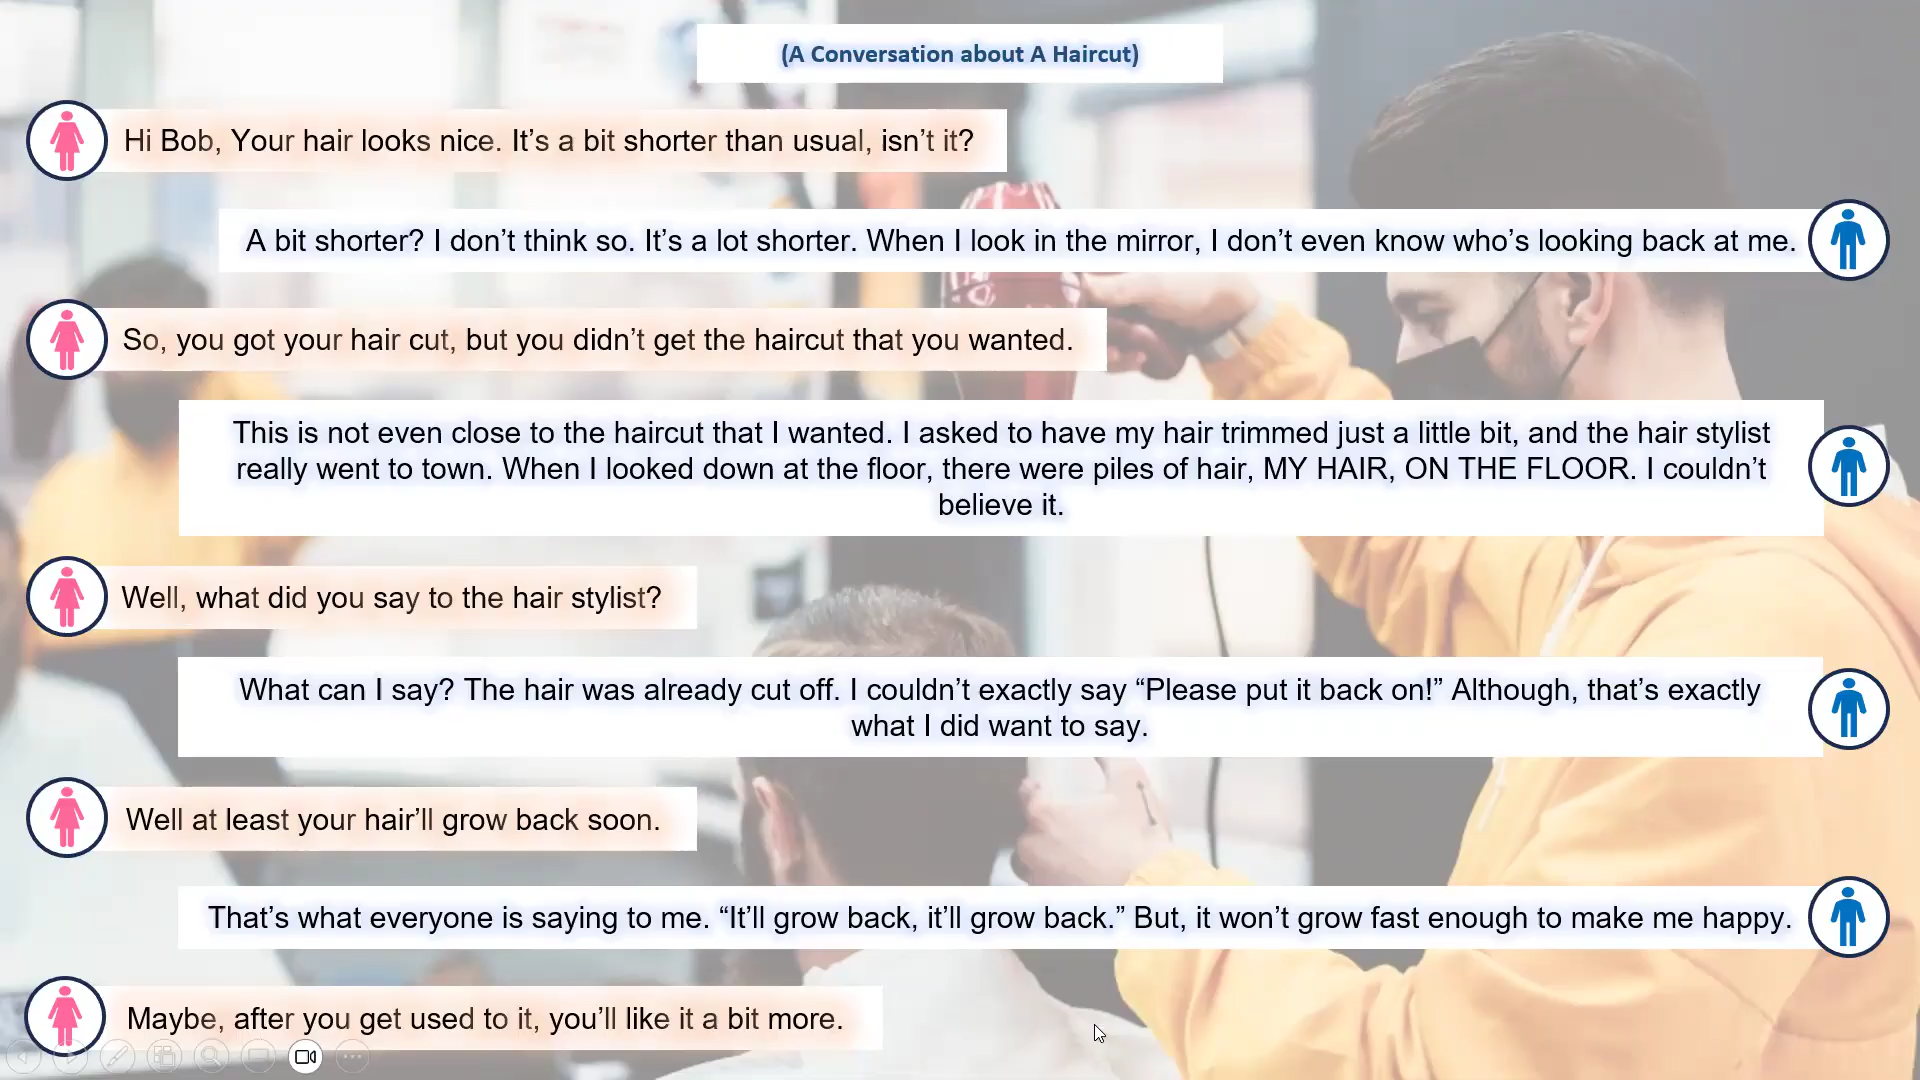 (A Conversation about A Haircut)
Hi Bob, Your hair looks nice. It’s a bit shorter than usual, isn’t it?
A bit shorter? I don’t think so. It’s a lot shorter. When I look in the mirror, I don’t even know who’s looking back at me.
So, you got your hair cut, but you didn’t get the haircut that you wanted.
This is not even close to the haircut that I wanted. I asked to have my hair trimmed just a little bit, and the hair stylist
really went to town. When I looked down at the floor, there were piles of hair, MY HAIR, ON THE FLOOR. I couldn’t
believe it.
Well, what did you say to the hair stylist?
What can I say? The hair was already cut off. I couldn’t exactly say “Please put it back on!” Although, that’s exactly
what I did want to say.
Well at least your hair’ll grow back soon.
That’s what everyone is saying to me. “It’ll grow back, it’ll grow back.” But, it won’t grow fast enough to make me happy.
Maybe, after you get used to it, you’ll like it a bit more.